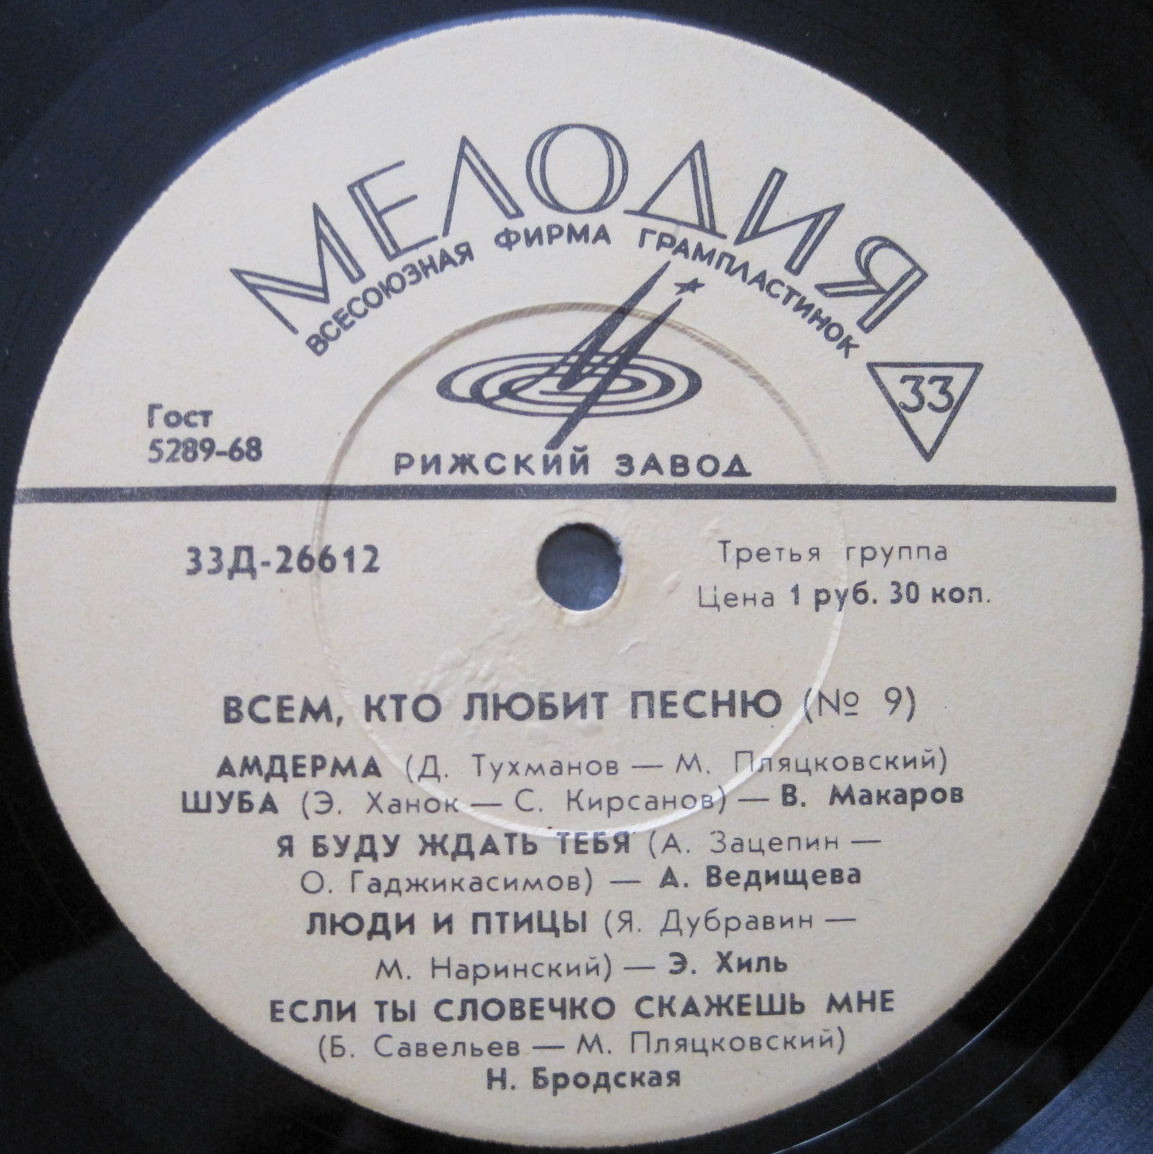 МЕЛОДИЯ
ВСЕСОЮЗНАЯ ФИРМА ГРАМПЛАСТИНОК
33
Гост
5289-68
РИЖСКИЙ ЗАВОД
33Д-26612
Третья группа
Цена 1 руб. 30 коп.
ВСЕМ, КТО ЛЮБИТ ПЕСНЮ (№ 9)
АМДЕРМА (Д. Тухманов — М. Пляцковский)
ШУБА (Э. Ханок — С. Кирсанов) — В. Макаров
Я БУДУ ЖДАТЬ ТЕБЯ (А. Зацепин —
О. Гаджикасимов) — А. Ведищева
ЛЮДИ И ПТИЦЫ (Я. Дубравин —
М. Наринский) — Э. Хиль
ЕСЛИ ТЫ СЛОВЕЧКО СКАЖЕШЬ МНЕ
(Б. Савельев — М. Пляцковский)
Н. Бродская